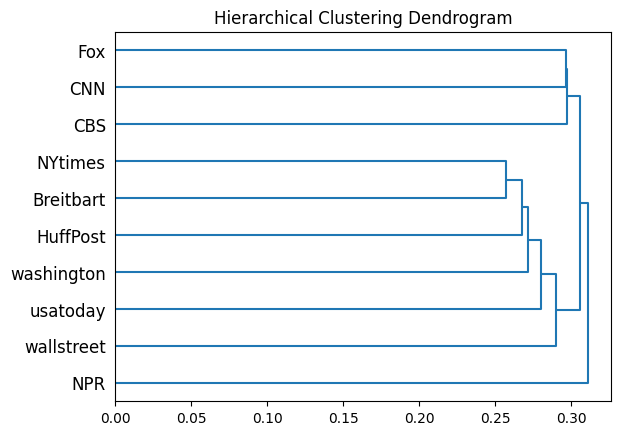 Hierarchical Clustering Dendrogram
Fox
CNN
CBS
NYtimes
Breitbart
HuffPost
washington
usatoday
wallstreet
NPR
0.00 0.05 0.10 0.15 0.20 0.25 0.30